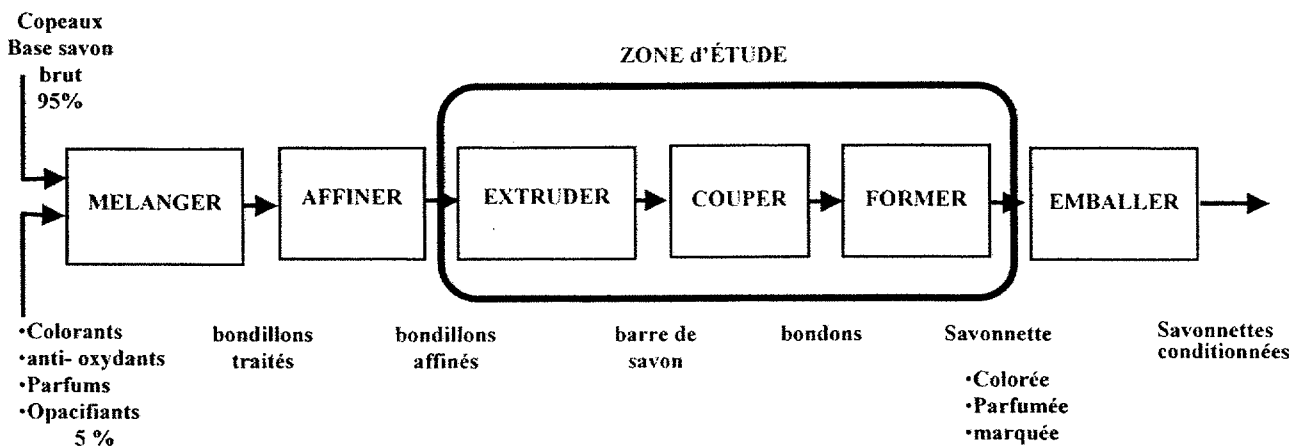 Copeaux
Base savon
brut
95%
ZONE d'ÉTUDE
MELANGER
AFFINER
EXTRUDER
COUPER
FORMER
EMBALLER
•Colorants
•anti- oxydants
•Parfums
•Opacifiants
5 %
bondillons
traités
bondillons
affinés
barre de
savon
bondons
Savonnette
•Colorée
•Parfumée
•marquée
Savonnettes
conditionnées